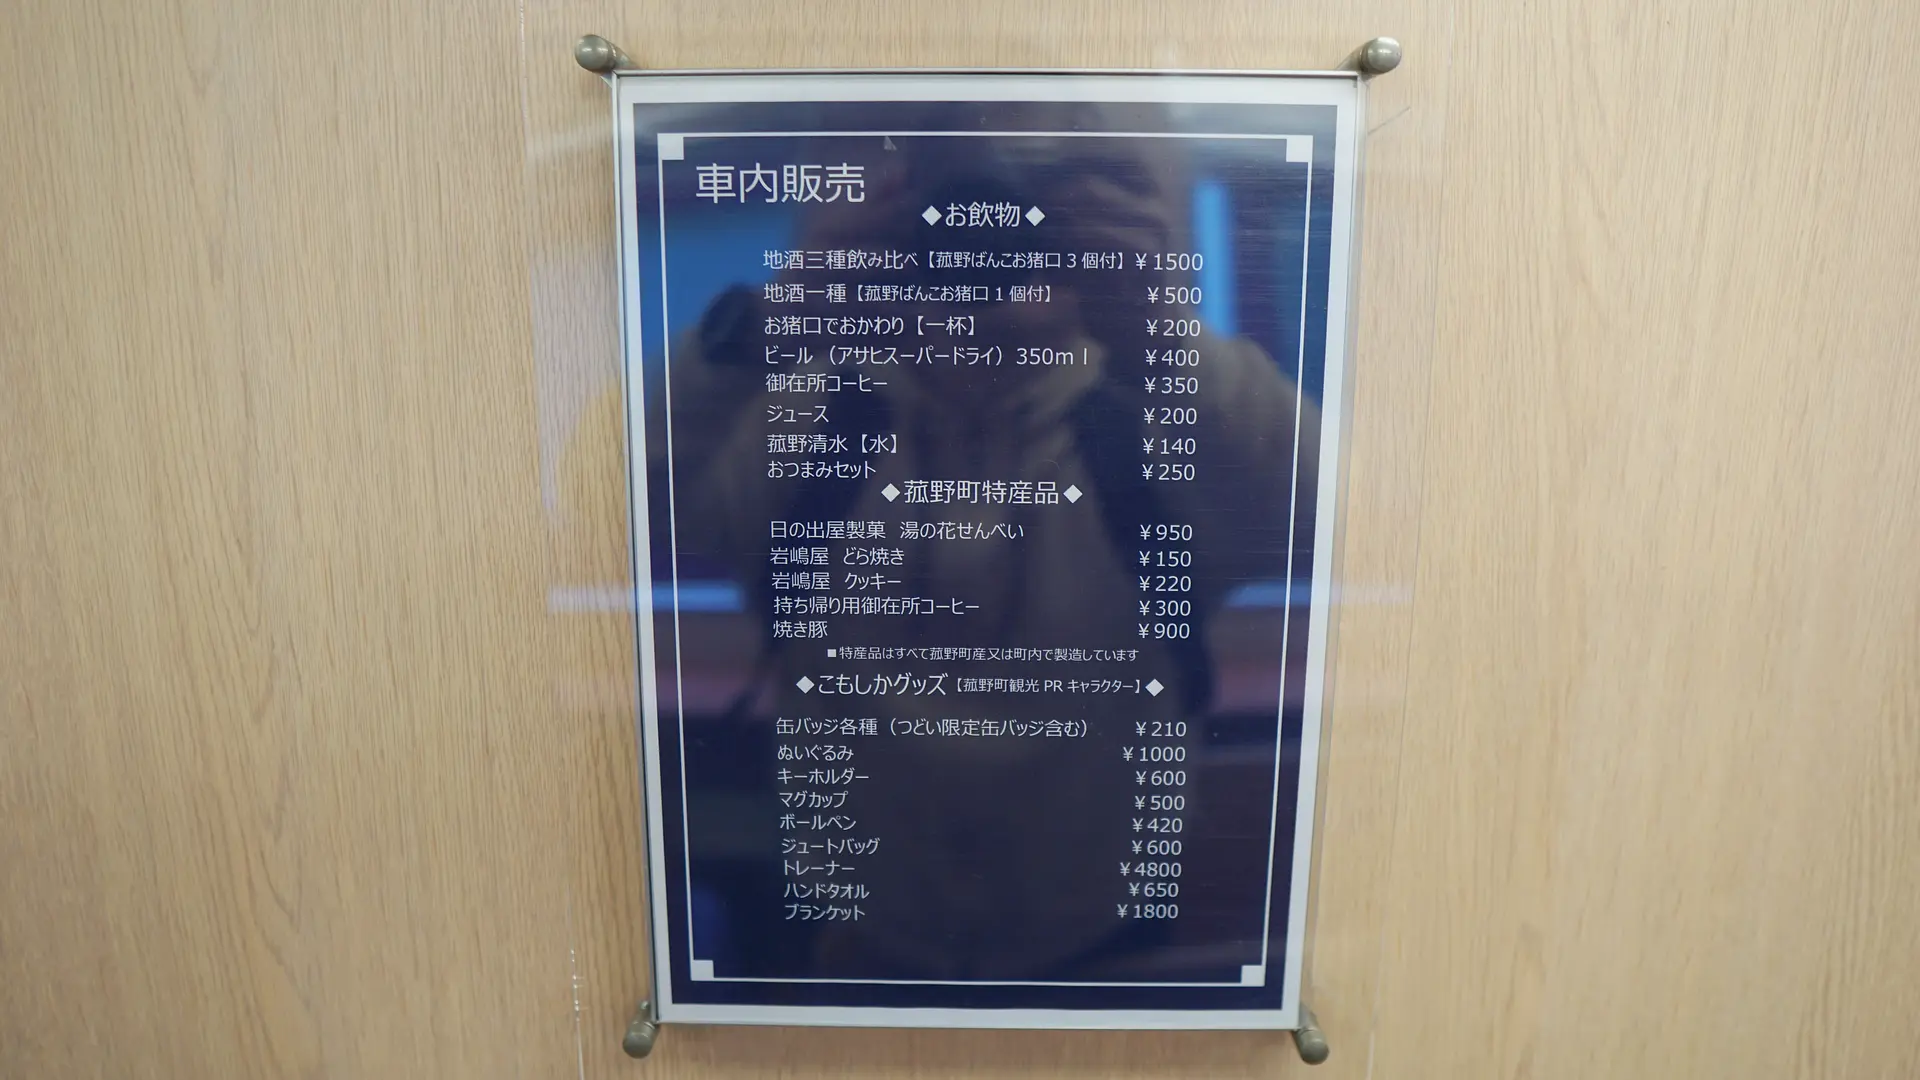 車内販売
◆お飲物◆
地酒三種飲み比べ【菰野ばんこお猪口3個付】¥1500
地酒一種【菰野ばんこお猪口1個付】 ¥500
お猪口でおかわり【一杯】 ¥200
ビール（アサヒスーパードライ）350ml ¥400
御在所コーヒー ¥350
ジュース ¥200
菰野清水【水】 ¥140
おつまみセット ¥250
◆菰野町特産品◆
日の出屋製菓 湯の花せんべい ¥950
岩嶋屋 どら焼き ¥150
岩嶋屋 クッキー ¥220
持ち帰り用御在所コーヒー ¥300
焼き豚 ¥900
■特産品はすべて菰野町産又は町内で製造しています
◆こもしかグッズ【菰野町観光PRキャラクター】◆
缶バッジ各種（つどい限定缶バッジ含む） ¥210
ぬいぐるみ ¥1000
キーホルダー ¥600
マグカップ ¥500
ボールペン ¥420
ジュートバッグ ¥600
トレーナー ¥4800
ハンドタオル ¥650
ブランケット ¥1800